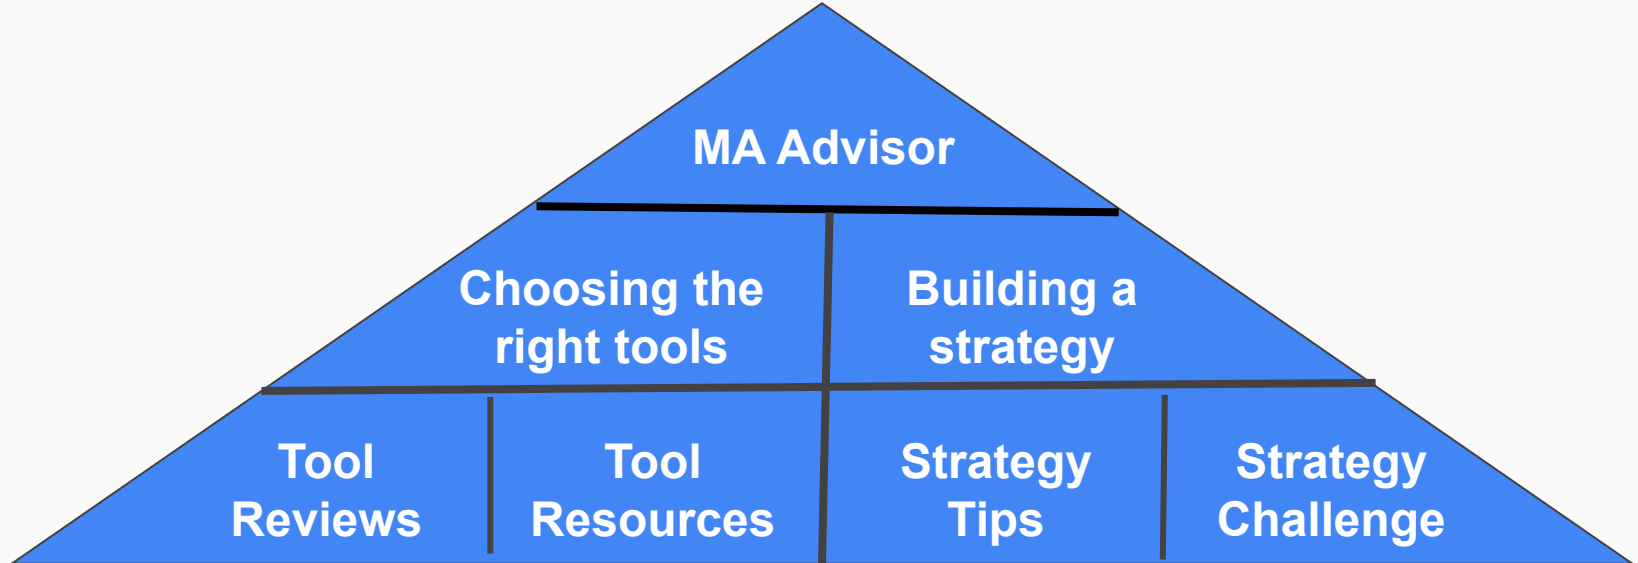 MA Advisor
Choosing the
right tools
Building a
strategy
Tool
Reviews
Tool
Resources
Strategy
Tips
Strategy
Challenge